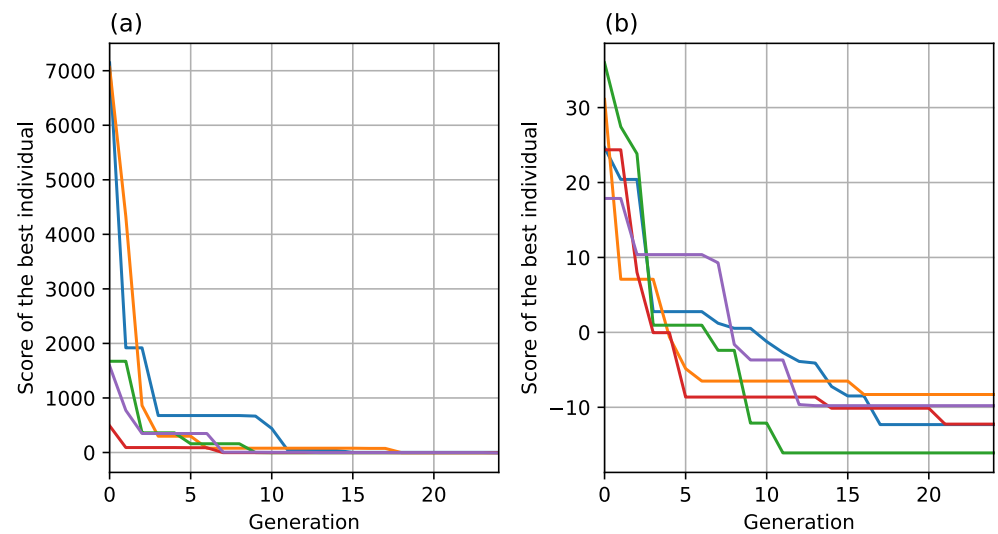 (a)
Score of the best individual
7000
6000
5000
4000
3000
2000
1000
0
0 5 10 15 20
Generation
(b)
Score of the best individual
30
20
10
0
−10
0 5 10 15 20
Generation